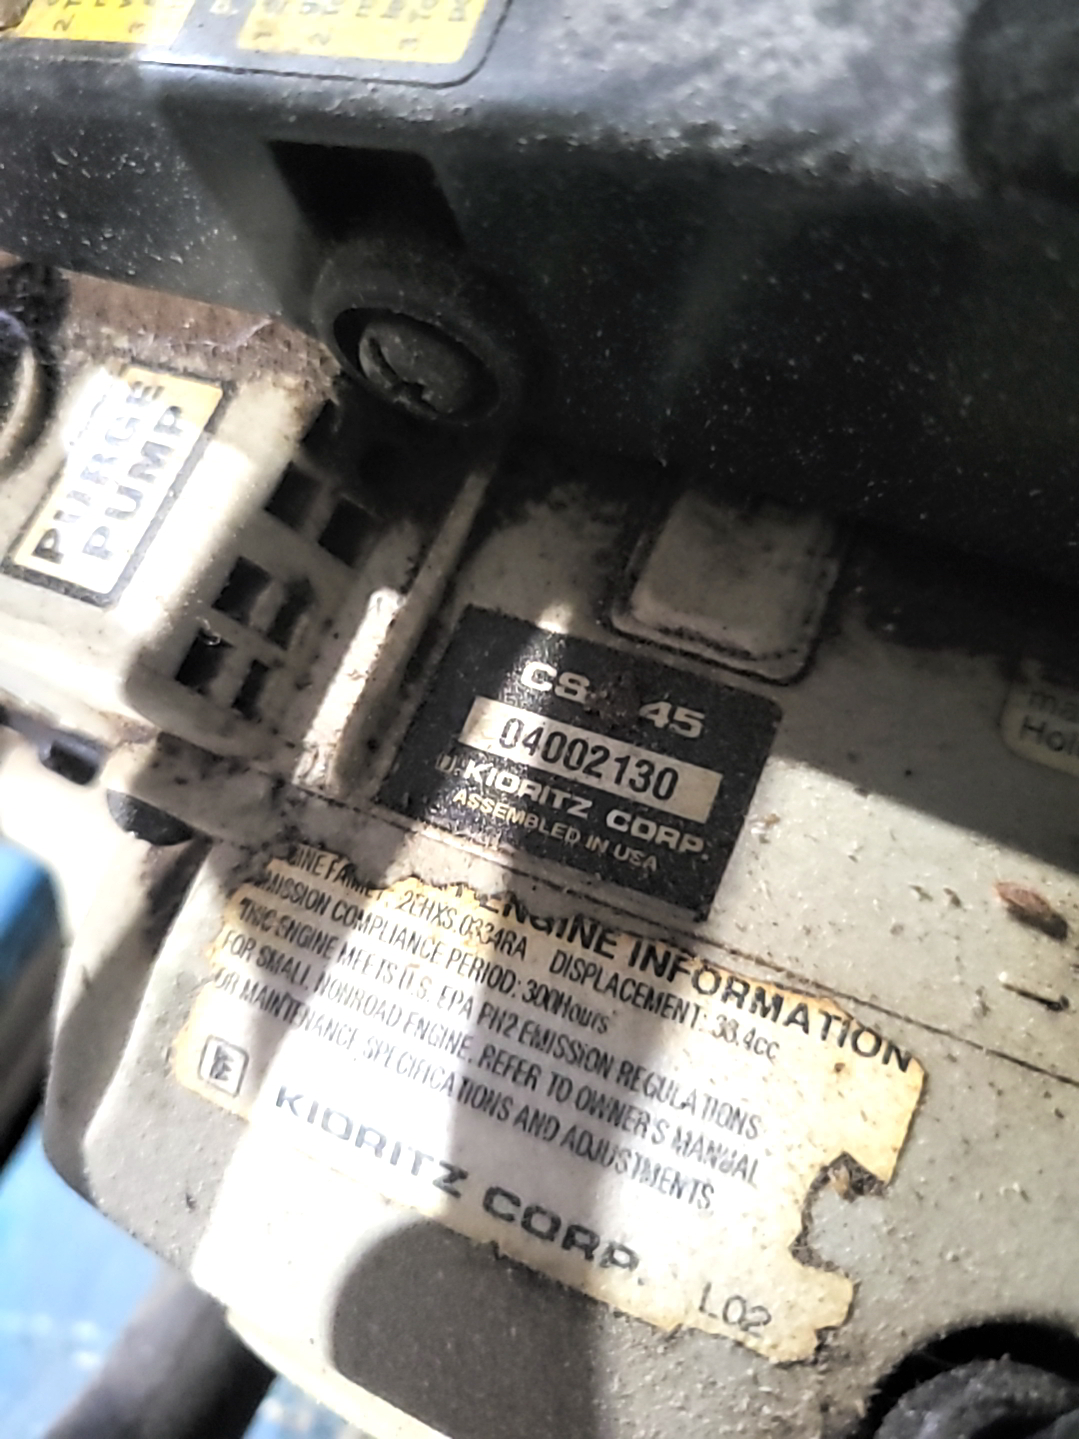 PURGE
PUMP
CS 45
04002130
KIORITZ CORP.
ASSEMBLED IN USA
ENGINE INFORMATION
FAMILY: 2EHXS.0334RA DISPLACEMENT: 33.4cc
EMISSION COMPLIANCE PERIOD: 300Hours
THIS ENGINE MEETS U.S. EPA PH2 EMISSION REGULATIONS
FOR SMALL NONROAD ENGINE. REFER TO OWNER'S MANUAL
FOR MAINTENANCE SPECIFICATIONS AND ADJUSTMENTS.
KIORITZ CORP.
L02